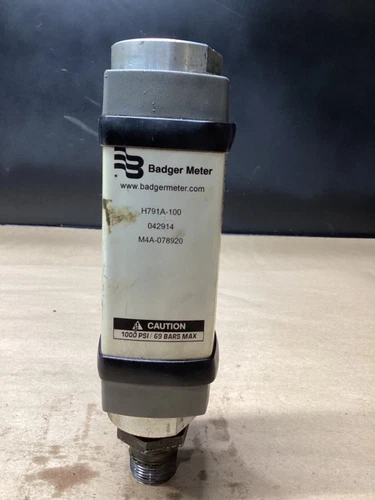 Badger Meter
www.badgermeter.com
H791A-100
042914
M4A-078920
CAUTION
1000 PSI / 69 BARS MAX